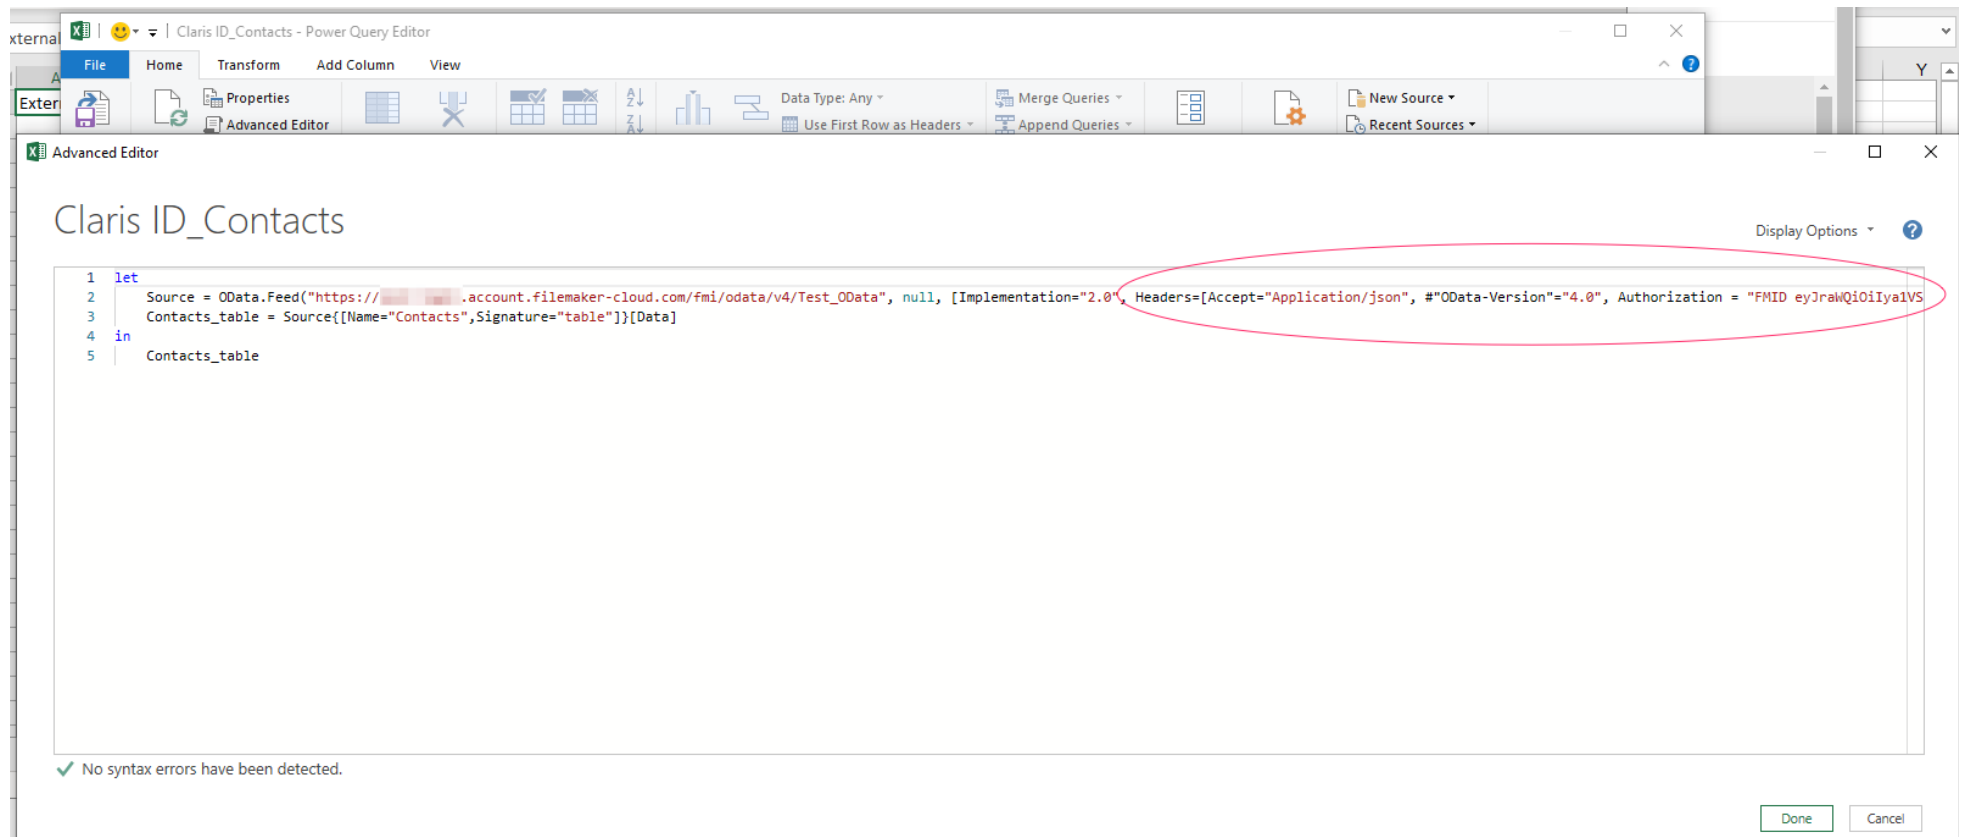 xternal
Claris ID_Contacts - Power Query Editor
File Home Transform Add Column View
A Y
Exter
Properties
Advanced Editor
A Z
Z A
Data Type: Any
Use First Row as Headers
Merge Queries
Append Queries
New Source
Recent Sources
Advanced Editor
Claris ID_Contacts
Display Options
1 let
2 Source = OData.Feed("https:// .account.filemaker-cloud.com/fmi/odata/v4/Test_OData", null, [Implementation="2.0", Headers=[Accept="Application/json", #"OData-Version"="4.0", Authorization = "FMID eyJraWQiOiIya1VS
3 Contacts_table = Source{[Name="Contacts",Signature="table"]}[Data]
4 in
5 Contacts_table
No syntax errors have been detected.
Done Cancel